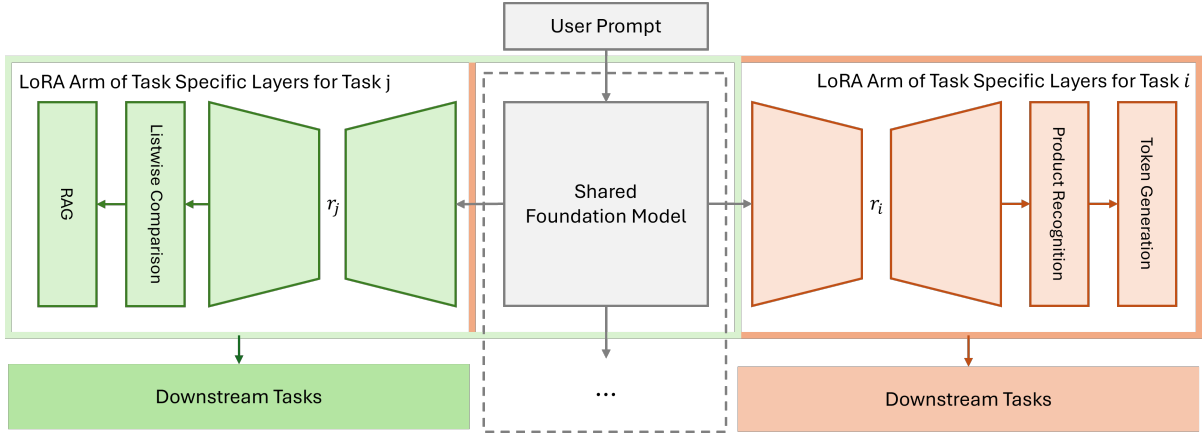 User Prompt
LoRA Arm of Task Specific Layers for Task j
RAG
Listwise Comparison
r_j
Shared
Foundation Model
LoRA Arm of Task Specific Layers for Task i
r_i
Product Recognition
Token Generation
Downstream Tasks
...
Downstream Tasks